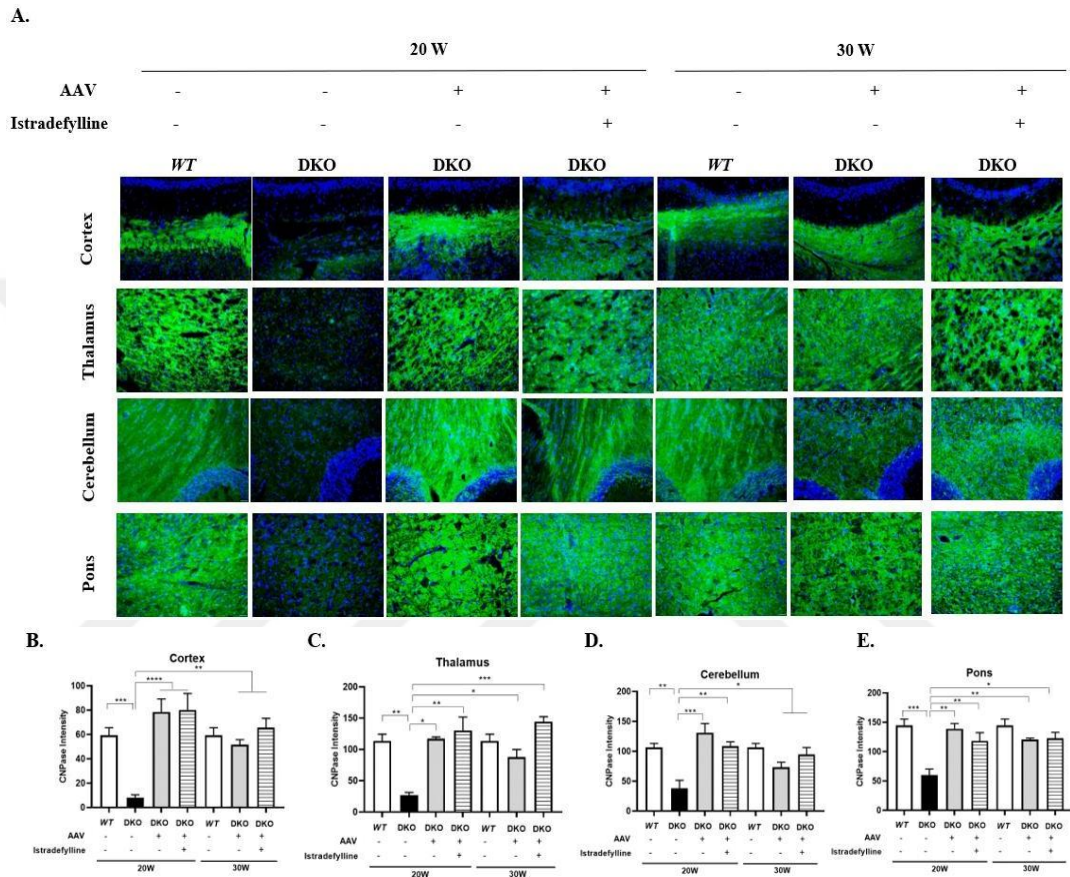 A.
20 W 30 W
AAV - - + + - + +
Istradefylline - - - + - - +
WT DKO DKO DKO WT DKO DKO
Cortex
Thalamus
Cerebellum
Pons
B.
Cortex
**
****
***
CNPase Intensity
100
80
60
40
20
0
WT DKO DKO DKO WT DKO DKO
AAV - - + + - + +
Istradefylline - - - + - - +
20W 30W
C.
Thalamus
***
*
**
** *
CNPase Intensity
200
150
100
50
0
WT DKO DKO DKO WT DKO DKO
AAV - - + + - + +
Istradefylline - - - + - - +
20W 30W
D.
Cerebellum
** *
**
***
CNPase Intensity
200
150
100
50
0
WT DKO DKO DKO WT DKO DKO
AAV - - + + - + +
Istradefylline - - - + - - +
20W 30W
E.
Pons
*
**
**
*** **
CNPase Intensity
200
150
100
50
0
WT DKO DKO DKO WT DKO DKO
AAV - - + + - + +
Istradefylline - - - + - - +
20W 30W